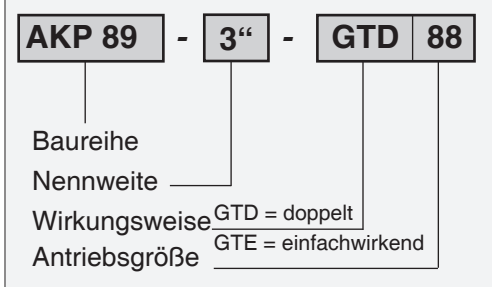 AKP 89 - 3“ - GTD 88
Baureihe
Nennweite
Wirkungsweise GTD = doppelt
GTE = einfachwirkend
Antriebsgröße